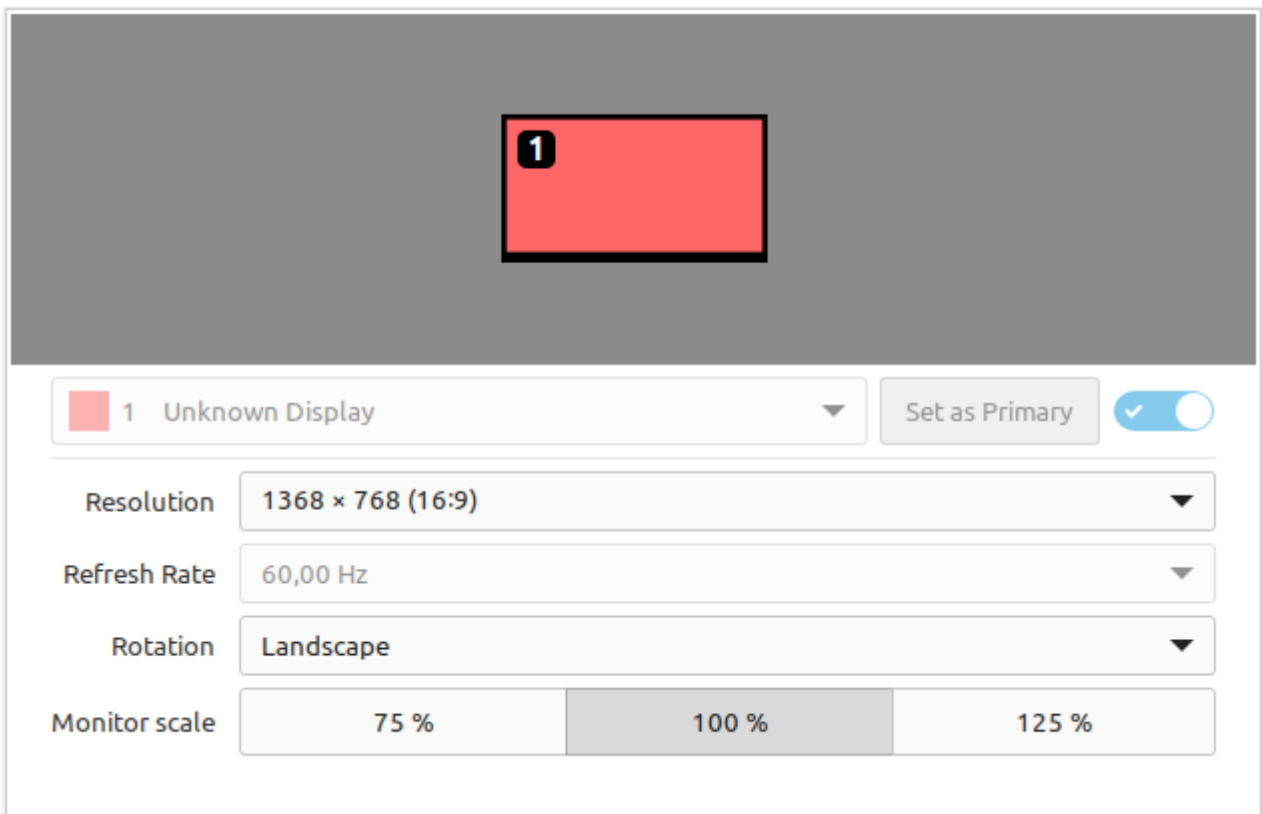 1
1 Unknown Display Set as Primary
Resolution 1368 × 768 (16:9)
Refresh Rate 60,00 Hz
Rotation Landscape
Monitor scale 75 % 100 % 125 %